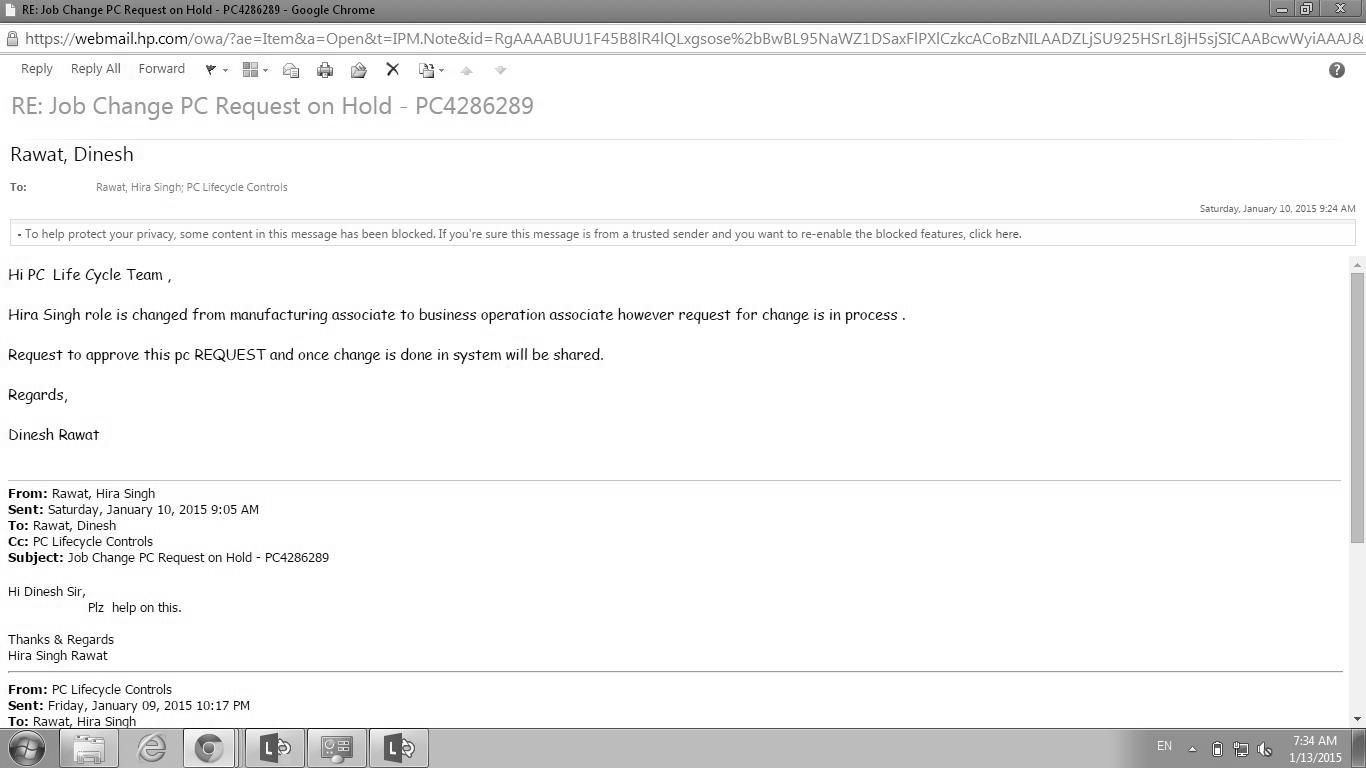 RE: Job Change PC Request on Hold - PC4286289 - Google Chrome
https://webmail.hp.com/owa/?ae=Item&a=Open&t=IPM.Note&id=RgAAAABUU1F45B8lR4lQLxgsose%2bBwBL95NaWZ1DSaxFlPXlCzkcACoBzNILAADZLjSU925HSrL8jH5sjSICAABcwWyiAAAJ&
Reply Reply All Forward
RE: Job Change PC Request on Hold - PC4286289
Rawat, Dinesh
To: Rawat, Hira Singh; PC Lifecycle Controls
Saturday, January 10, 2015 9:24 AM
- To help protect your privacy, some content in this message has been blocked. If you're sure this message is from a trusted sender and you want to re-enable the blocked features, click here.
Hi PC Life Cycle Team ,
Hira Singh role is changed from manufacturing associate to business operation associate however request for change is in process .
Request to approve this pc REQUEST and once change is done in system will be shared.
Regards,
Dinesh Rawat
From: Rawat, Hira Singh
Sent: Saturday, January 10, 2015 9:05 AM
To: Rawat, Dinesh
Cc: PC Lifecycle Controls
Subject: Job Change PC Request on Hold - PC4286289
Hi Dinesh Sir,
Plz help on this.
Thanks & Regards
Hira Singh Rawat
From: PC Lifecycle Controls
Sent: Friday, January 09, 2015 10:17 PM
To: Rawat, Hira Singh
EN
7:34 AM
1/13/2015